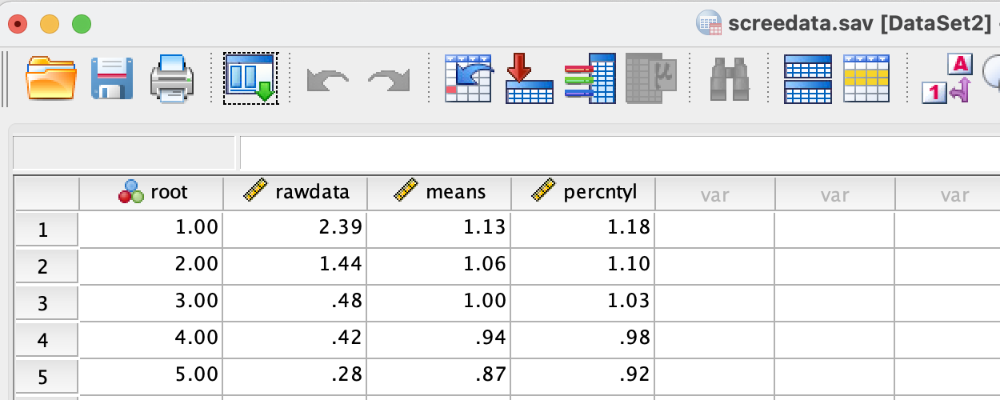 screedata.sav [DataSet2]
A
1
μ
root rawdata means percntyl var var var
1 1.00 2.39 1.13 1.18
2 2.00 1.44 1.06 1.10
3 3.00 .48 1.00 1.03
4 4.00 .42 .94 .98
5 5.00 .28 .87 .92